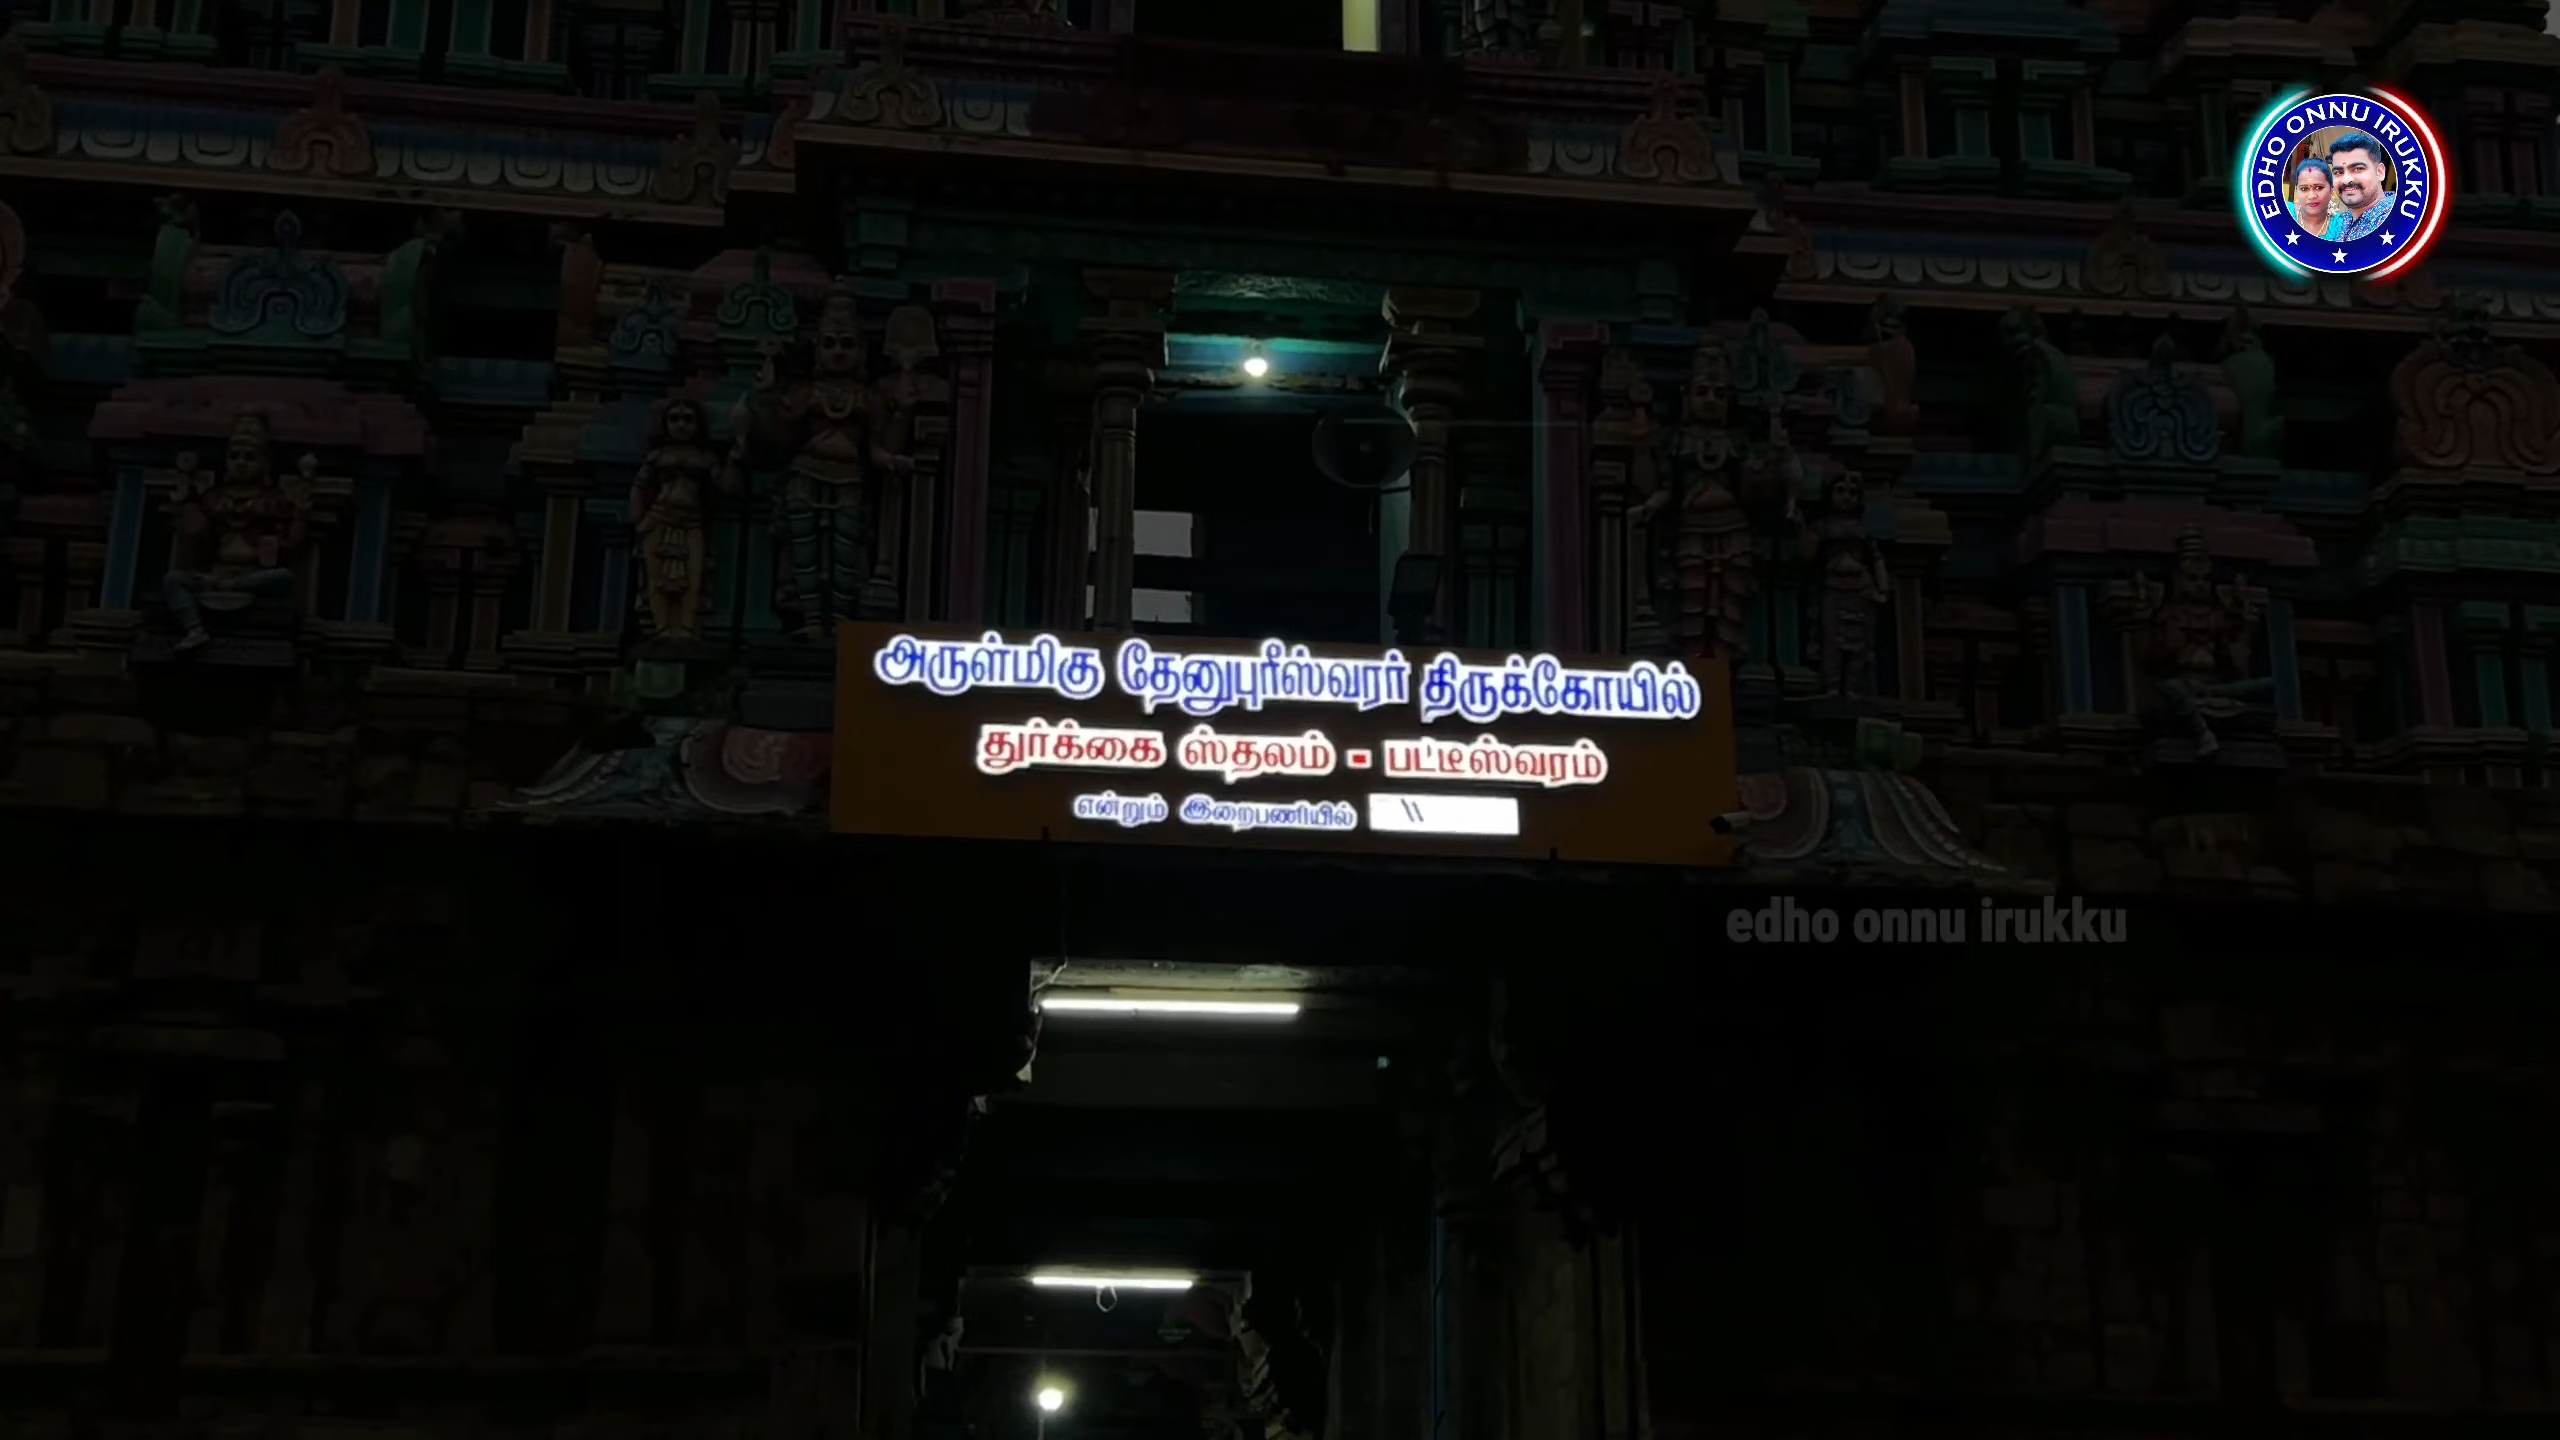 EDHO ONNU IRUKKU
அருள்மிகு தேனுபுரீஸ்வரர் திருக்கோயில்
துர்க்கை ஸ்தலம் - பட்டீஸ்வரம்
என்றும் இறைபணியில்
edho onnu irukku